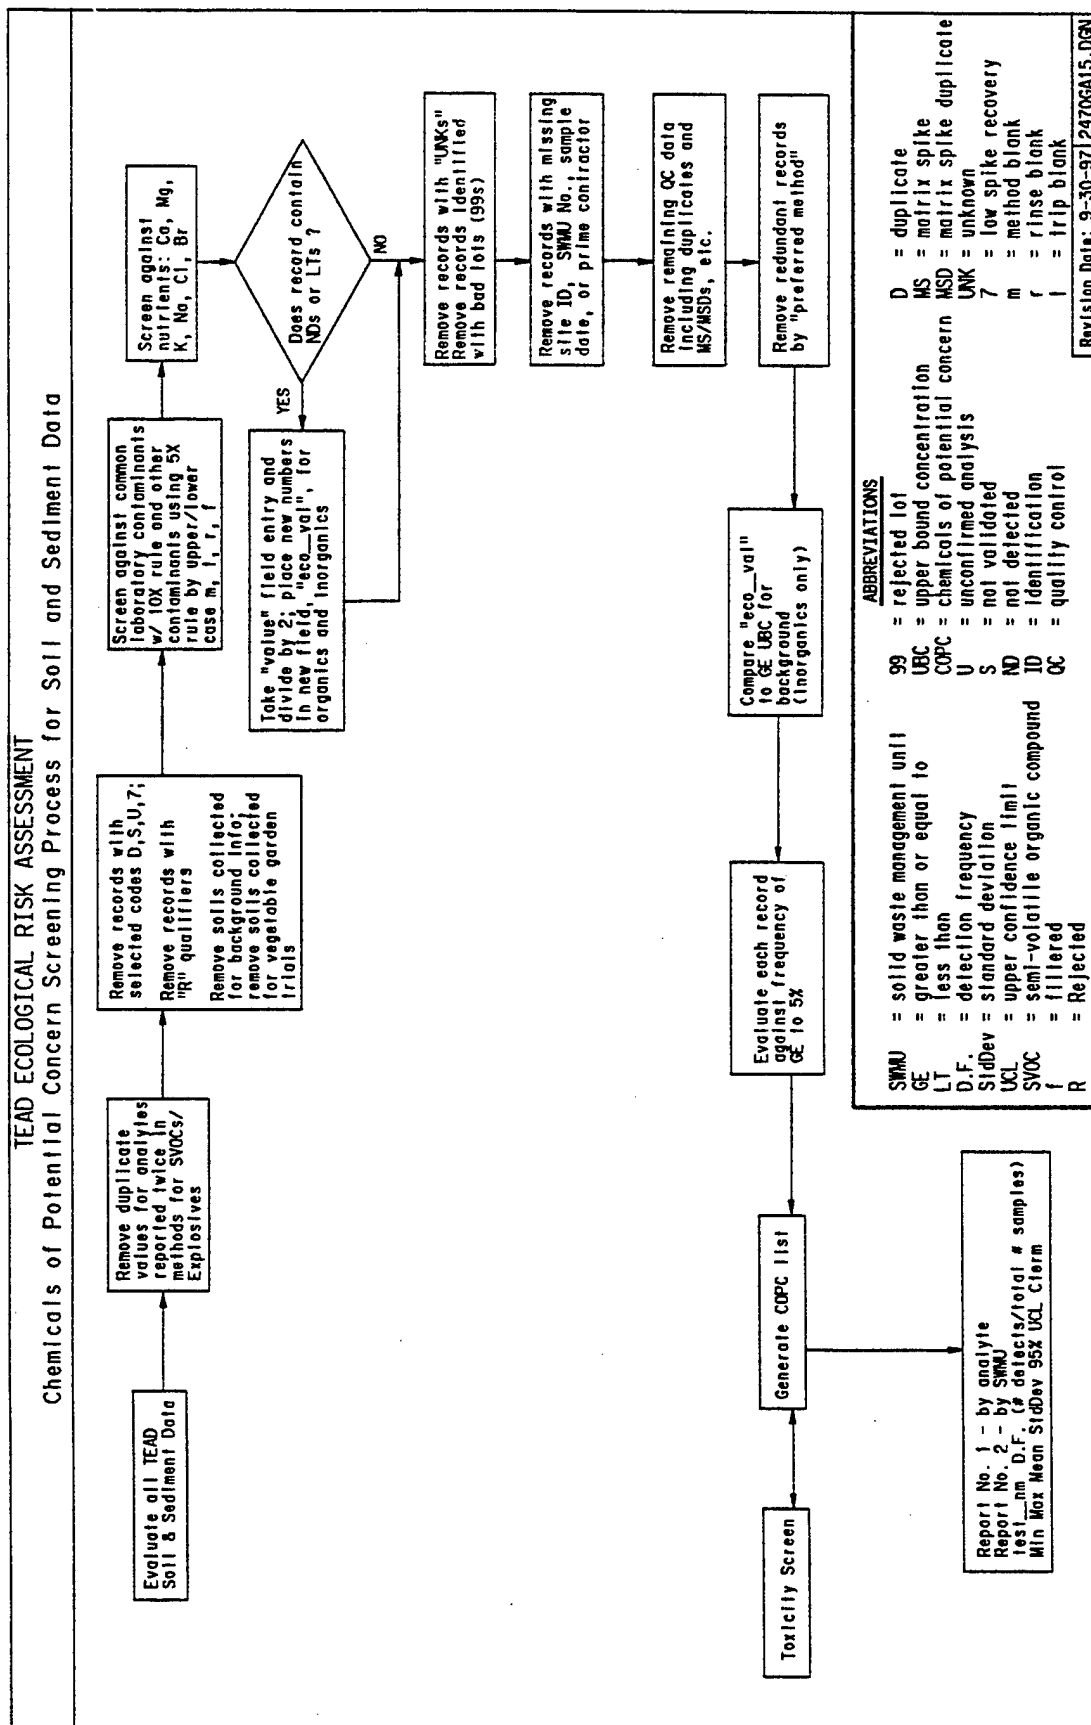 TEAD ECOLOGICAL RISK ASSESSMENT
Chemicals of Potential Concern Screening Process for Soil and Sediment Data
Evaluate all TEAD
Soil & Sediment Data
Remove duplicate
values for analytes
reported twice in
methods for SVOCs/
Explosives
Remove records with
selected codes D,S,U,7;
Remove records with
"R" qualifiers
Remove soils collected
for background info;
remove soils collected
for vegetable garden
trials
Screen against common
laboratory contaminants
w/ 10X rule and other
contaminants using 5X
rule by upper/lower
case m, t, r, f
Screen against
nutrients: Ca, Mg,
K, Na, Cl, Br
Does record contain
NDs or LTs ?
YES
NO
Take "value" field entry and
divide by 2; place new numbers
in new field, "eco_val", for
organics and inorganics
Remove records with "UNKs"
Remove records identified
with bad lots (99s)
Remove records with missing
site ID, SWMU No., sample
date, or prime contractor
Remove remaining QC data
including duplicates and
MS/MSDs, etc.
Remove redundant records
by "preferred method"
Compare "eco_val"
to GE UBC for
background
(inorganics only)
Evaluate each record
against frequency of
GE to 5%
Generate COPC list
Toxicity Screen
Report No. 1 - by analyte
Report No. 2 - by SWMU
test_nm D.F. (# detects/total # samples)
Min Max Mean StdDev 95% UCL Cterm
ABBREVIATIONS
SWMU = solid waste management unit
GE = greater than or equal to
LT = less than
D.F. = detection frequency
StdDev = standard deviation
UCL = upper confidence limit
SVOC = semi-volatile organic compound
f = filtered
R = Rejected
99 = rejected lot
UBC = upper bound concentration
COPC = chemicals of potential concern
U = unconfirmed analysis
S = not validated
ND = not detected
ID = identification
QC = quality control
D = duplicate
MS = matrix spike
MSD = matrix spike duplicate
UNK = unknown
7 = low spike recovery
m = method blank
r = rinse blank
t = trip blank
Revision Date: 9-30-97 2470GA15.DGN